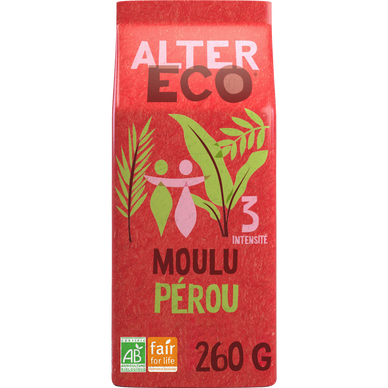 ALTER
ECO
3
INTENSITÉ
MOULU
PÉROU
AB
fair
for life
260 G